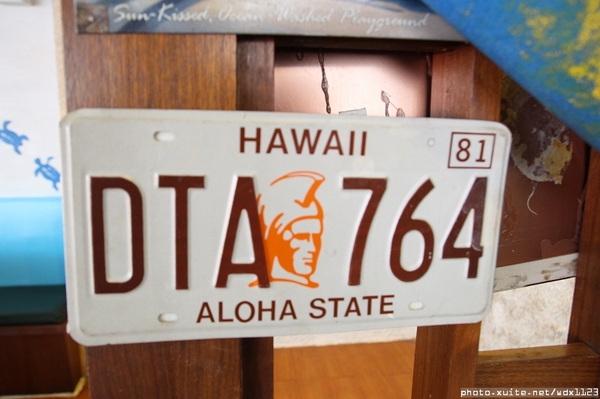 Sun-Kissed, Ocean-Washed Playground
HAWAII
81
DTA 764
ALOHA STATE
photo.xuite.net/wdx1123